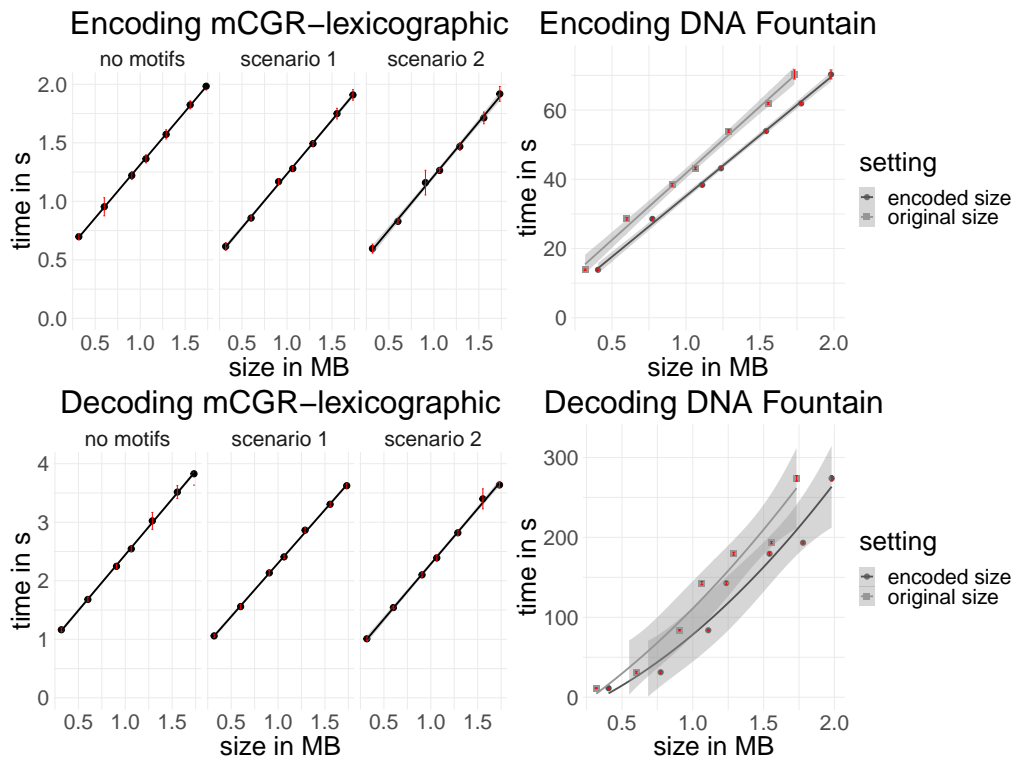 Encoding mCGR−lexicographic
no motifs scenario 1 scenario 2
2.0
1.5
1.0
0.5
0.0
time in s
0.5 1.0 1.5 0.5 1.0 1.5 0.5 1.0 1.5
size in MB
Encoding DNA Fountain
60
40
20
0
time in s
0.5 1.0 1.5 2.0
size in MB
setting
encoded size
original size
Decoding mCGR−lexicographic
no motifs scenario 1 scenario 2
4
3
2
1
0
time in s
0.5 1.0 1.5 0.5 1.0 1.5 0.5 1.0 1.5
size in MB
Decoding DNA Fountain
300
200
100
0
time in s
0.5 1.0 1.5 2.0
size in MB
setting
encoded size
original size